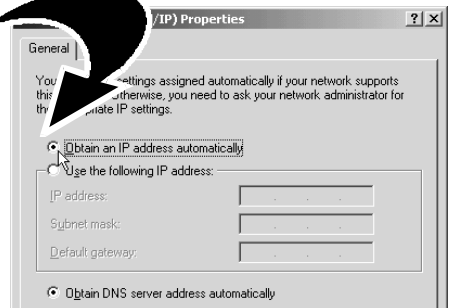 /IP) Properties
General
You settings assigned automatically if your network supports
this Otherwise, you need to ask your network administrator for
the IP settings.
Obtain an IP address automatically
Use the following IP address:
IP address:
Subnet mask:
Default gateway:
Obtain DNS server address automatically